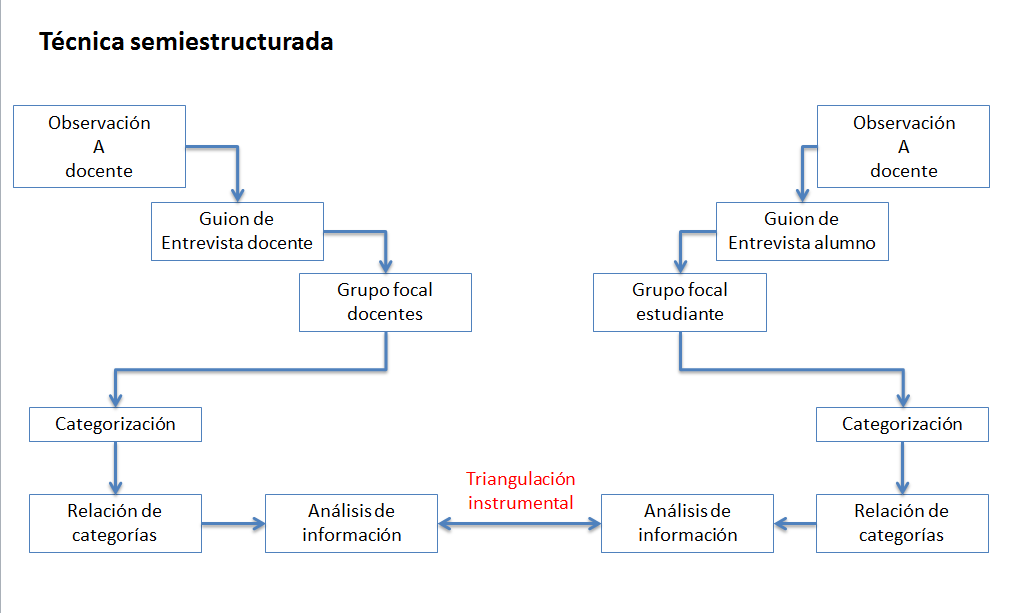 Técnica semiestructurada
Observación
A
docente
Guion de
Entrevista docente
Grupo focal
docentes
Categorización
Relación de
categorías
Análisis de
información
Triangulación
instrumental
Observación
A
docente
Guion de
Entrevista alumno
Grupo focal
estudiante
Categorización
Relación de
categorías
Análisis de
información